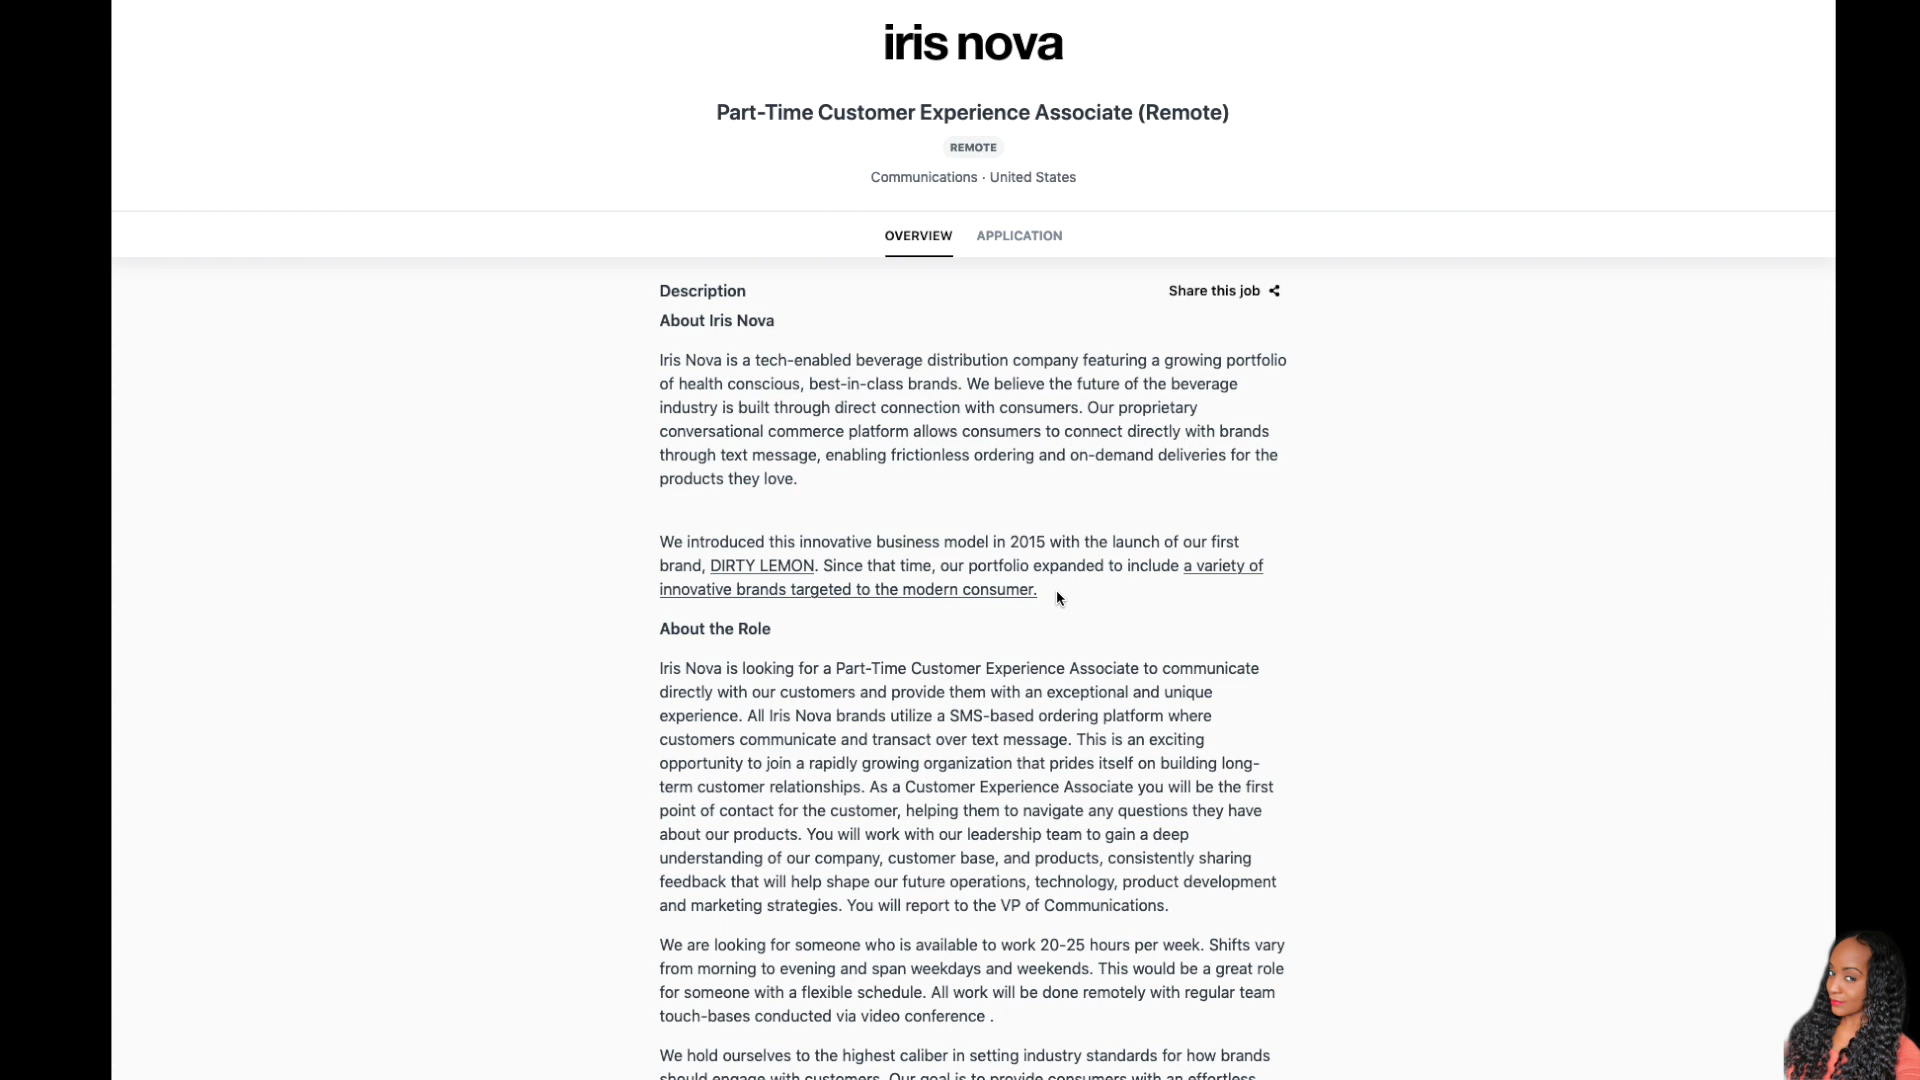 iris nova
Part-Time Customer Experience Associate (Remote)
REMOTE
Communications · United States
OVERVIEW APPLICATION
Description Share this job
About Iris Nova
Iris Nova is a tech-enabled beverage distribution company featuring a growing portfolio
of health conscious, best-in-class brands. We believe the future of the beverage
industry is built through direct connection with consumers. Our proprietary
conversational commerce platform allows consumers to connect directly with brands
through text message, enabling frictionless ordering and on-demand deliveries for the
products they love.
We introduced this innovative business model in 2015 with the launch of our first
brand, DIRTY LEMON. Since that time, our portfolio expanded to include a variety of
innovative brands targeted to the modern consumer.
About the Role
Iris Nova is looking for a Part-Time Customer Experience Associate to communicate
directly with our customers and provide them with an exceptional and unique
experience. All Iris Nova brands utilize a SMS-based ordering platform where
customers communicate and transact over text message. This is an exciting
opportunity to join a rapidly growing organization that prides itself on building long-
term customer relationships. As a Customer Experience Associate you will be the first
point of contact for the customer, helping them to navigate any questions they have
about our products. You will work with our leadership team to gain a deep
understanding of our company, customer base, and products, consistently sharing
feedback that will help shape our future operations, technology, product development
and marketing strategies. You will report to the VP of Communications.
We are looking for someone who is available to work 20-25 hours per week. Shifts vary
from morning to evening and span weekdays and weekends. This would be a great role
for someone with a flexible schedule. All work will be done remotely with regular team
touch-bases conducted via video conference .
We hold ourselves to the highest caliber in setting industry standards for how brands
should engage with customers. Our goal is to provide consumers with an effortless